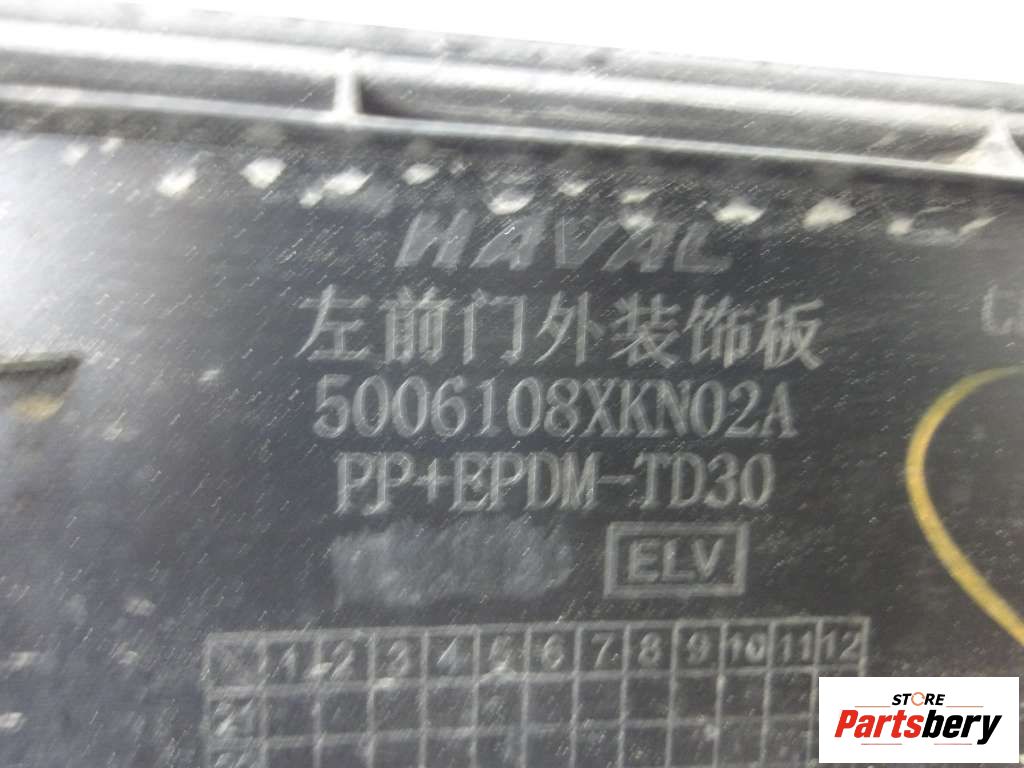 HAVAL
左前门外装饰板
5006108XKN02A
PP+EPDM-TD30
ELV
1 2 3 4 5 6 7 8 9 10 11 12
21
STORE
Partsbery